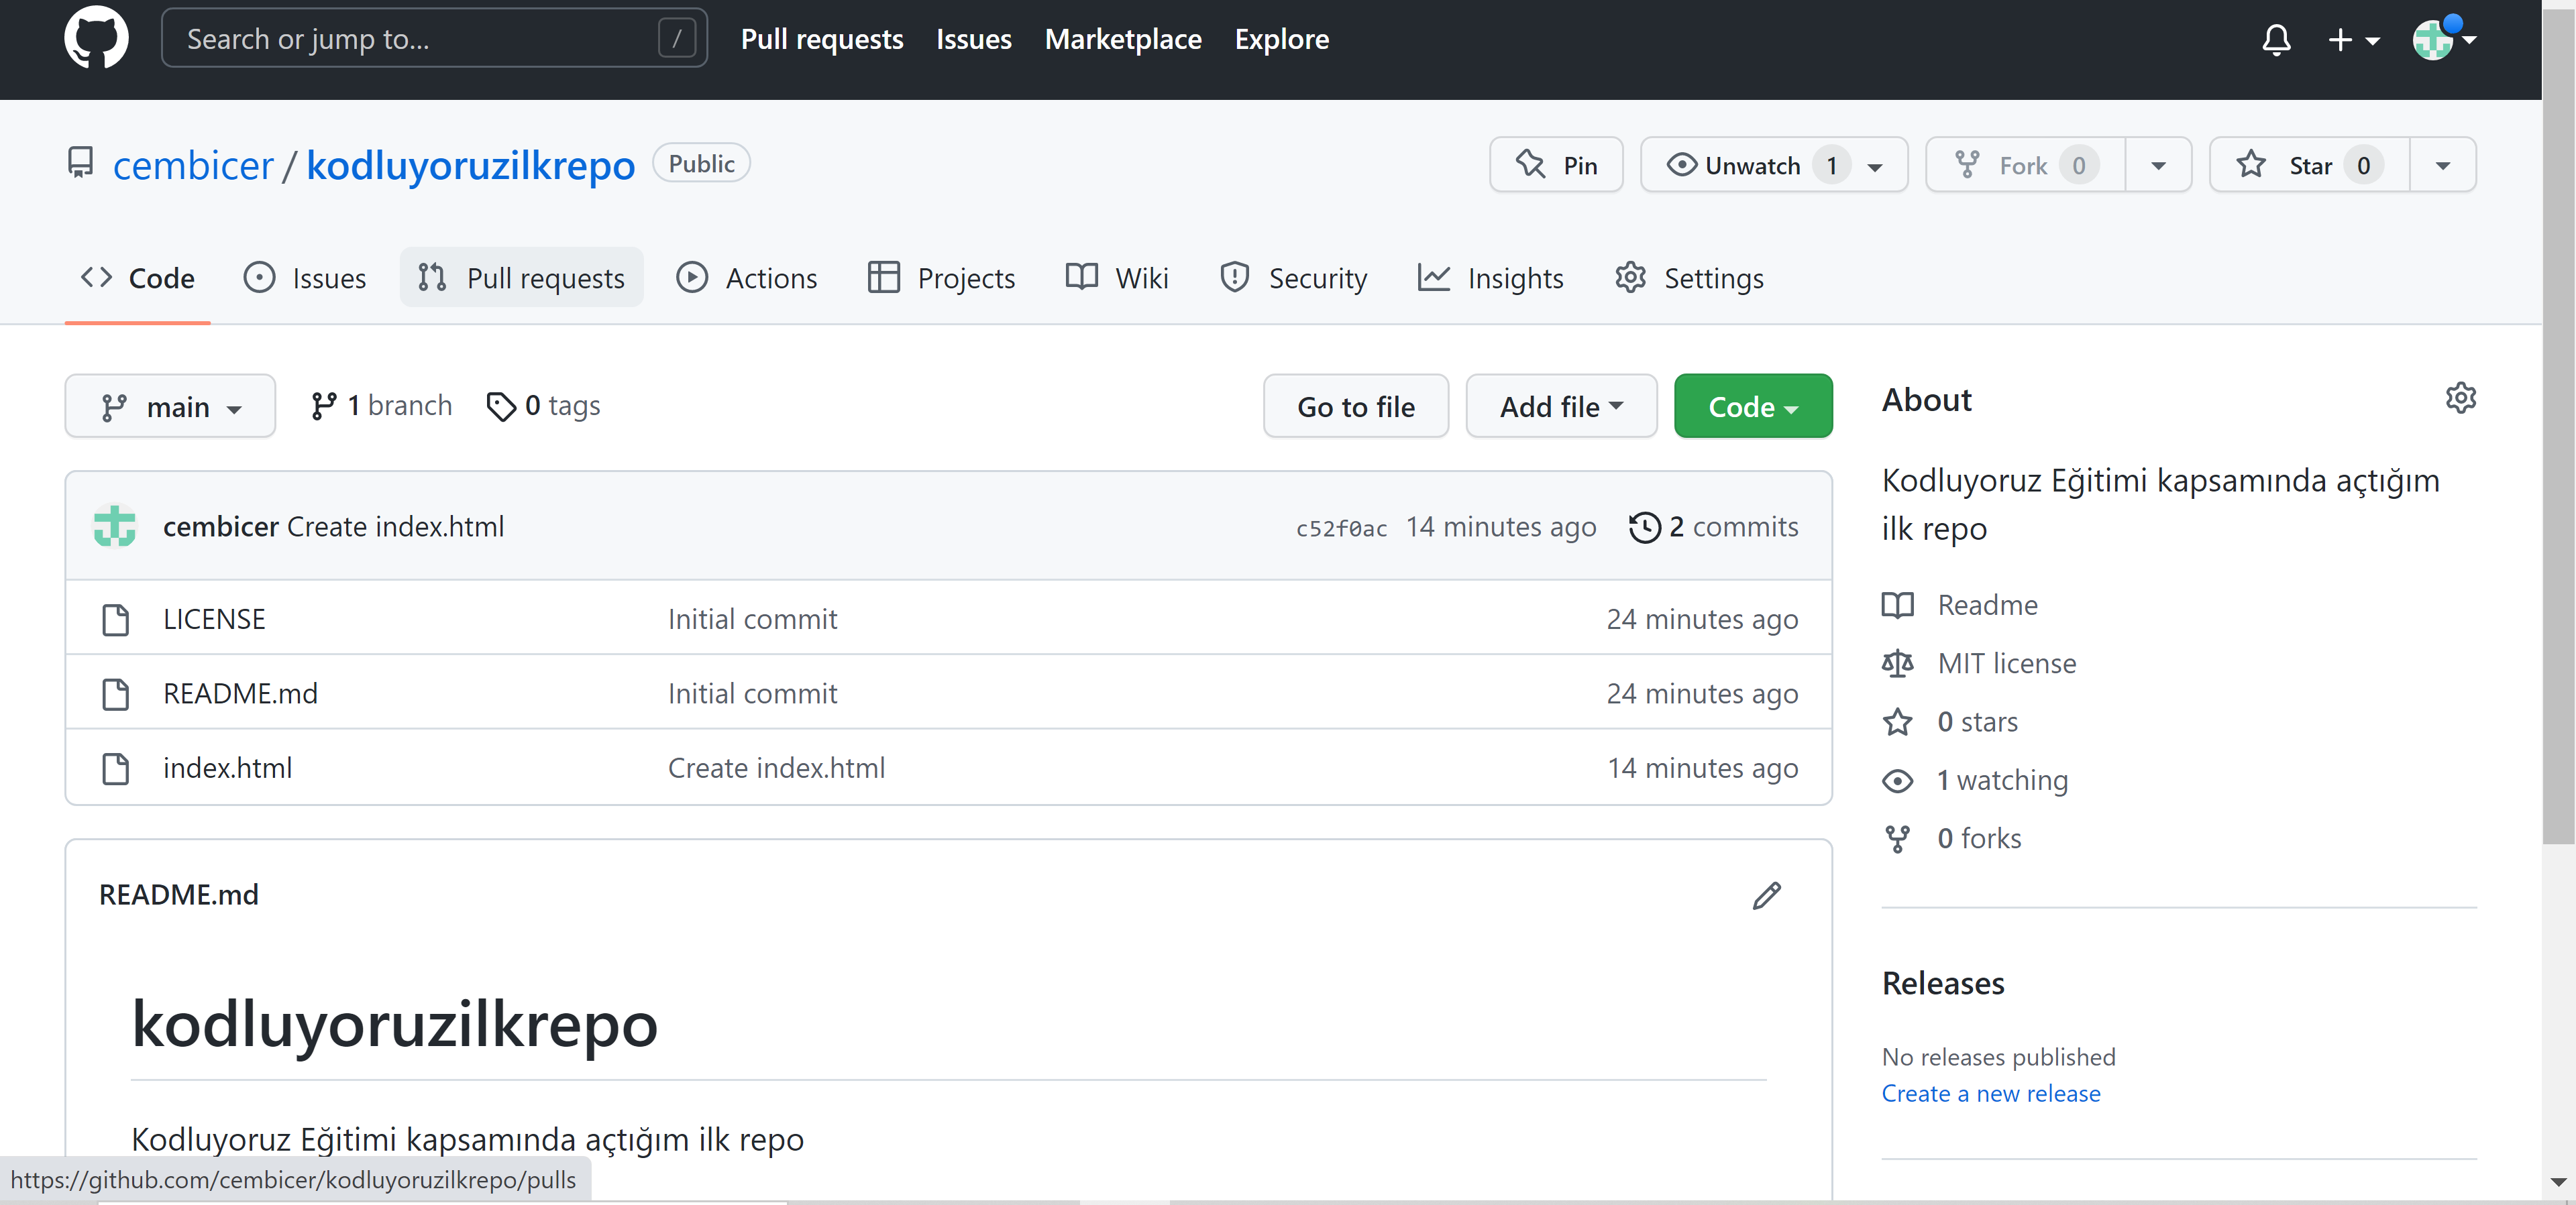 Search or jump to... / Pull requests Issues Marketplace Explore
cembicer / kodluyoruzilkrepo Public Pin Unwatch 1 Fork 0 Star 0
Code Issues Pull requests Actions Projects Wiki Security Insights Settings
main 1 branch 0 tags Go to file Add file Code
cembicer Create index.html c52f0ac 14 minutes ago 2 commits
LICENSE Initial commit 24 minutes ago
README.md Initial commit 24 minutes ago
index.html Create index.html 14 minutes ago
README.md
kodluyoruzilkrepo
Kodluyoruz Eğitimi kapsamında açtığım ilk repo
About
Kodluyoruz Eğitimi kapsamında açtığım
ilk repo
Readme
MIT license
0 stars
1 watching
0 forks
Releases
No releases published
Create a new release
https://github.com/cembicer/kodluyoruzilkrepo/pulls